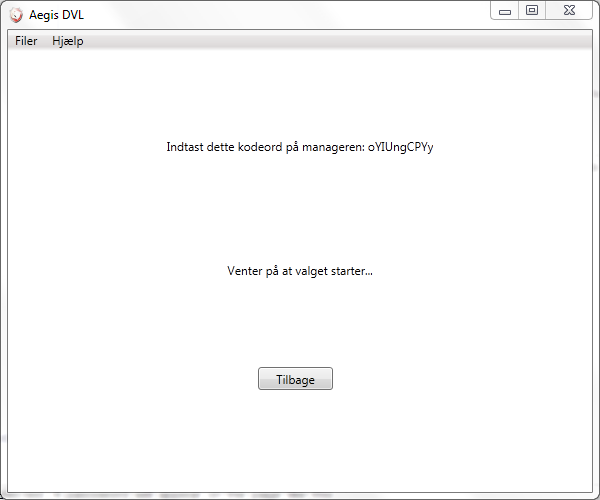 Aegis DVL
Filer Hjælp
Indtast dette kodeord på manageren: oYIUngCPYy
Venter på at valget starter...
Tilbage